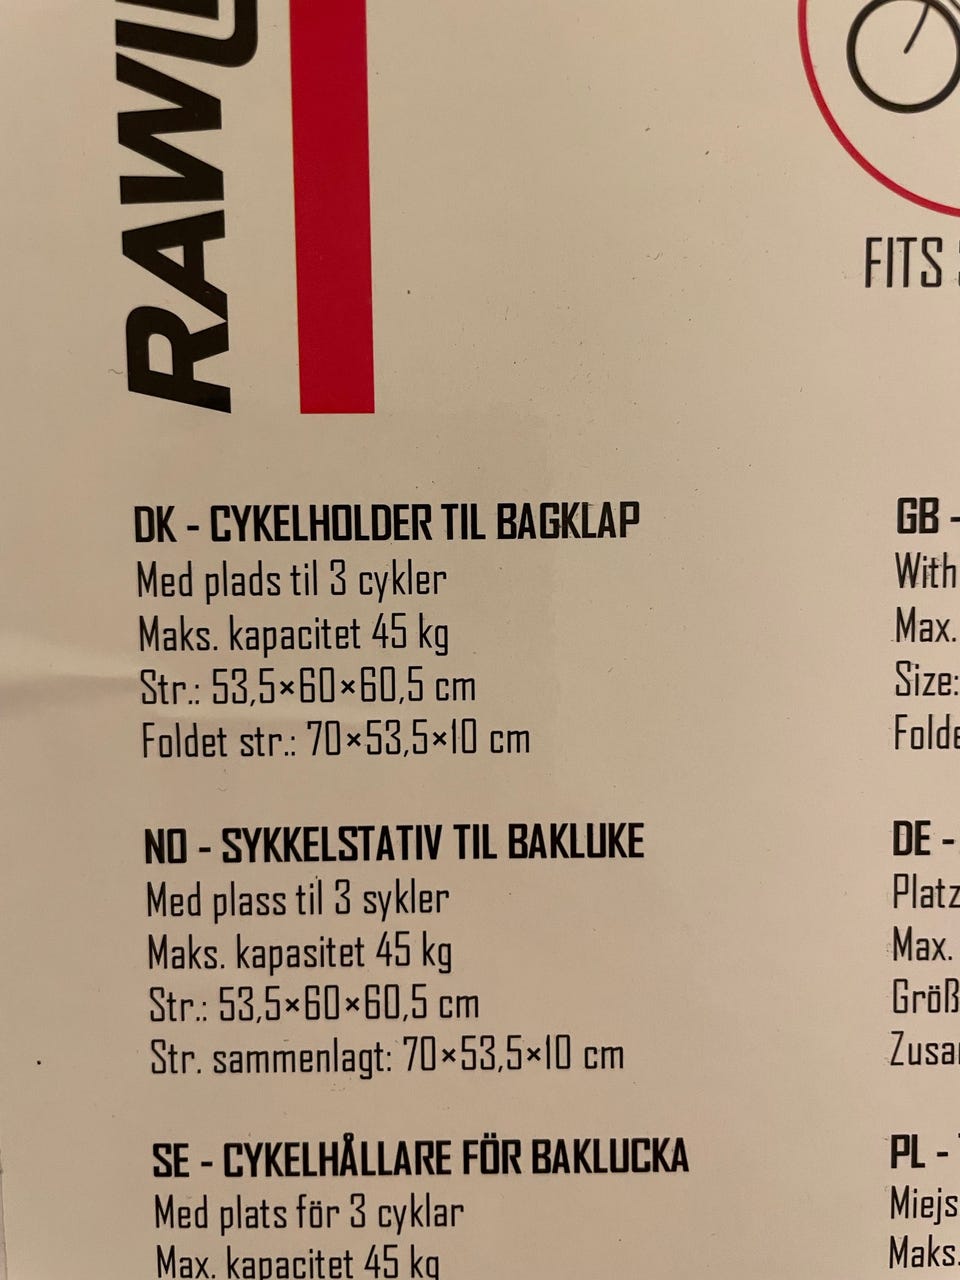 FITS
DK - CYKELHOLDER TIL BAGKLAP
Med plads til 3 cykler
Maks. kapacitet 45 kg
Str.: 53,5×60×60,5 cm
Foldet str.: 70×53,5×10 cm
NO - SYKKELSTATIV TIL BAKLUKE
Med plass til 3 sykler
Maks. kapasitet 45 kg
Str.: 53,5×60×60,5 cm
Str. sammenlagt: 70×53,5×10 cm
SE - CYKELHÅLLARE FÖR BAKLUCKA
Med plats för 3 cyklar
Max. kapacitet 45 kg
GB -
With
Max.
Size:
DE -
Platz
Max.
PL -
Maks.